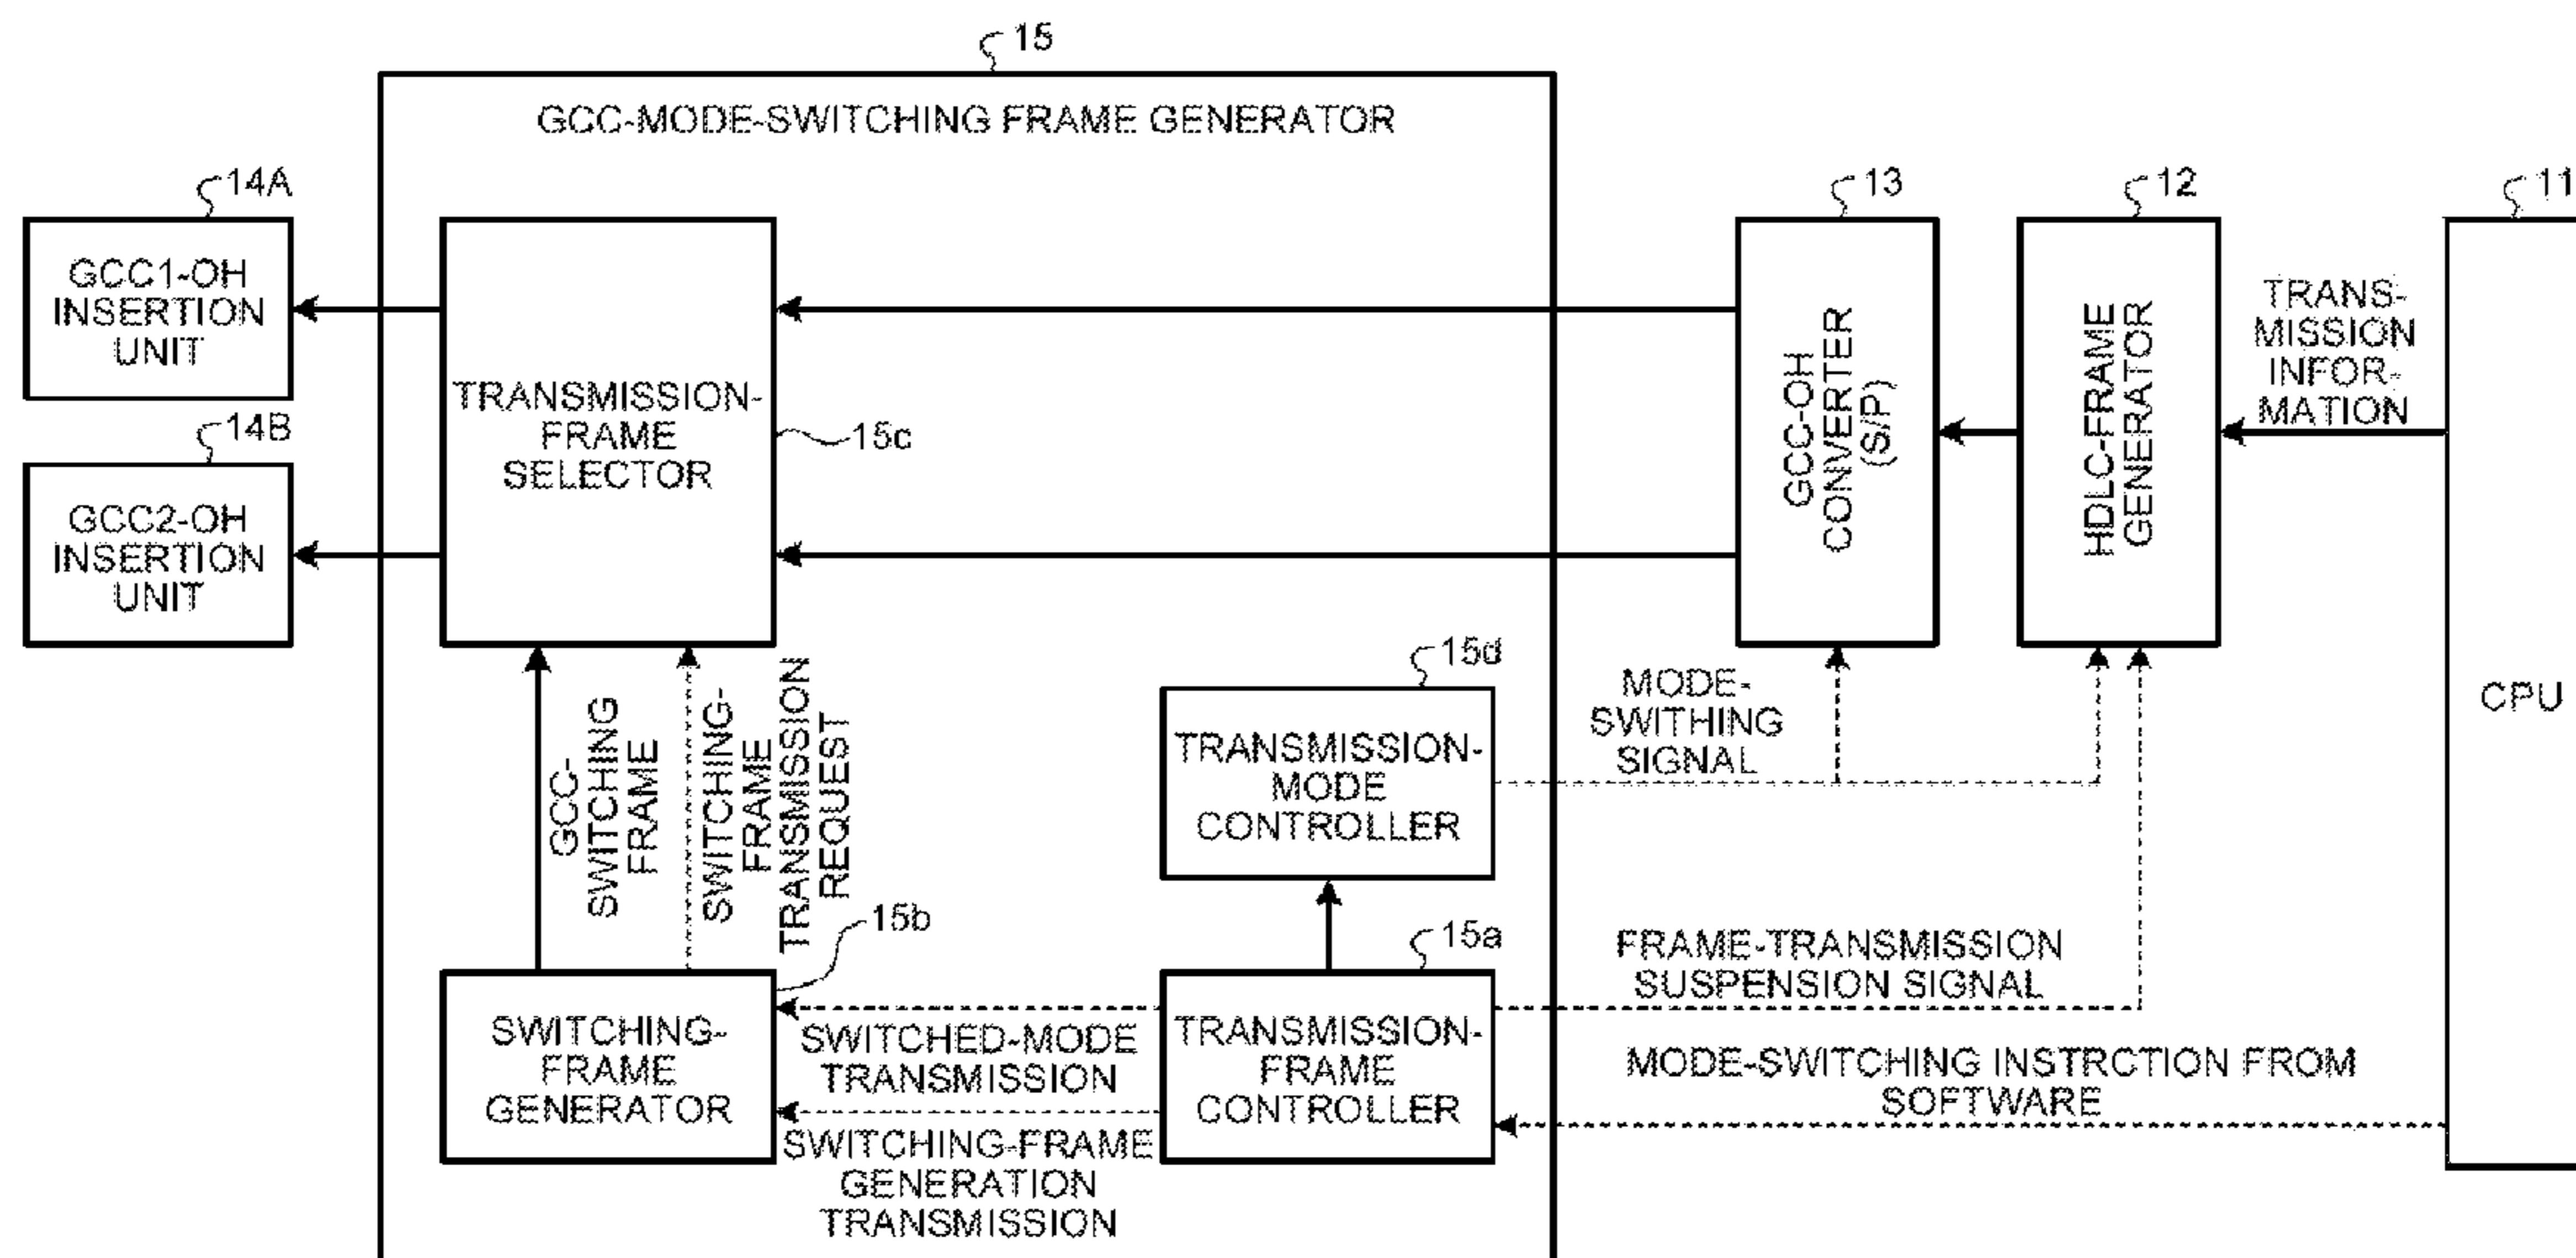 15
GCC-MODE-SWITCHING FRAME GENERATOR
14A
GCC1-OH
INSERTION
UNIT
14B
GCC2-OH
INSERTION
UNIT
TRANSMISSION-
FRAME
SELECTOR
15c
13
GCC-OH
CONVERTER
(S/P)
12
HDLC-FRAME
GENERATOR
TRANS-
MISSION
INFOR-
MATION
11
CPU
GCC-
SWITCHING
FRAME
SWITCHING-
FRAME
TRANSMISSION
REQUEST
15d
TRANSMISSION-
MODE
CONTROLLER
MODE-
SWITHING
SIGNAL
15b
SWITCHING-
FRAME
GENERATOR
SWITCHED-MODE
TRANSMISSION
SWITCHING-FRAME
GENERATION
TRANSMISSION
15a
TRANSMISSION-
FRAME
CONTROLLER
FRAME-TRANSMISSION
SUSPENSION SIGNAL
MODE-SWITCHING INSTRCTION FROM
SOFTWARE